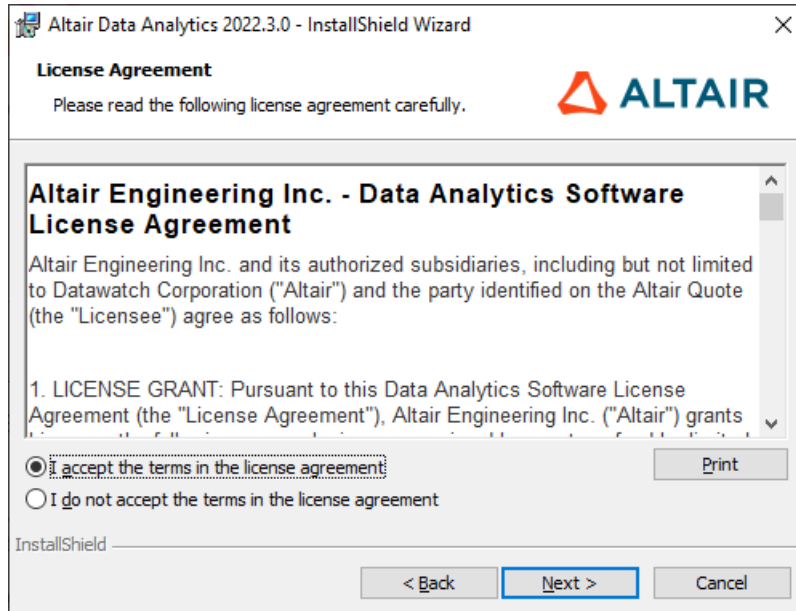 Altair Data Analytics 2022.3.0 - InstallShield Wizard
License Agreement
Please read the following license agreement carefully.
ALTAIR
Altair Engineering Inc. - Data Analytics Software
License Agreement
Altair Engineering Inc. and its authorized subsidiaries, including but not limited
to Datawatch Corporation ("Altair") and the party identified on the Altair Quote
(the "Licensee") agree as follows:
1. LICENSE GRANT: Pursuant to this Data Analytics Software License
Agreement (the "License Agreement"), Altair Engineering Inc. ("Altair") grants
I accept the terms in the license agreement
Print
I do not accept the terms in the license agreement
InstallShield
< Back
Next >
Cancel